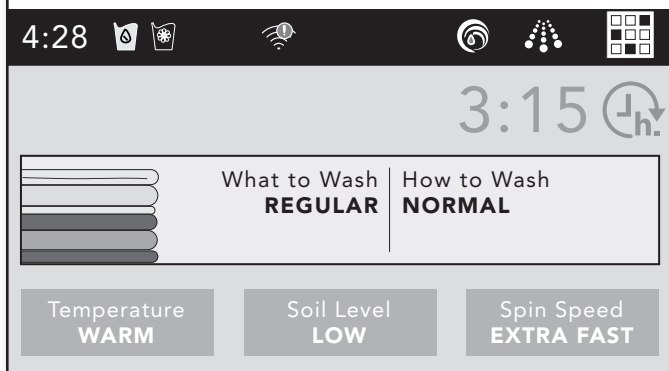 4:28
3:15 h.
What to Wash
REGULAR
How to Wash
NORMAL
Temperature
WARM
Soil Level
LOW
Spin Speed
EXTRA FAST